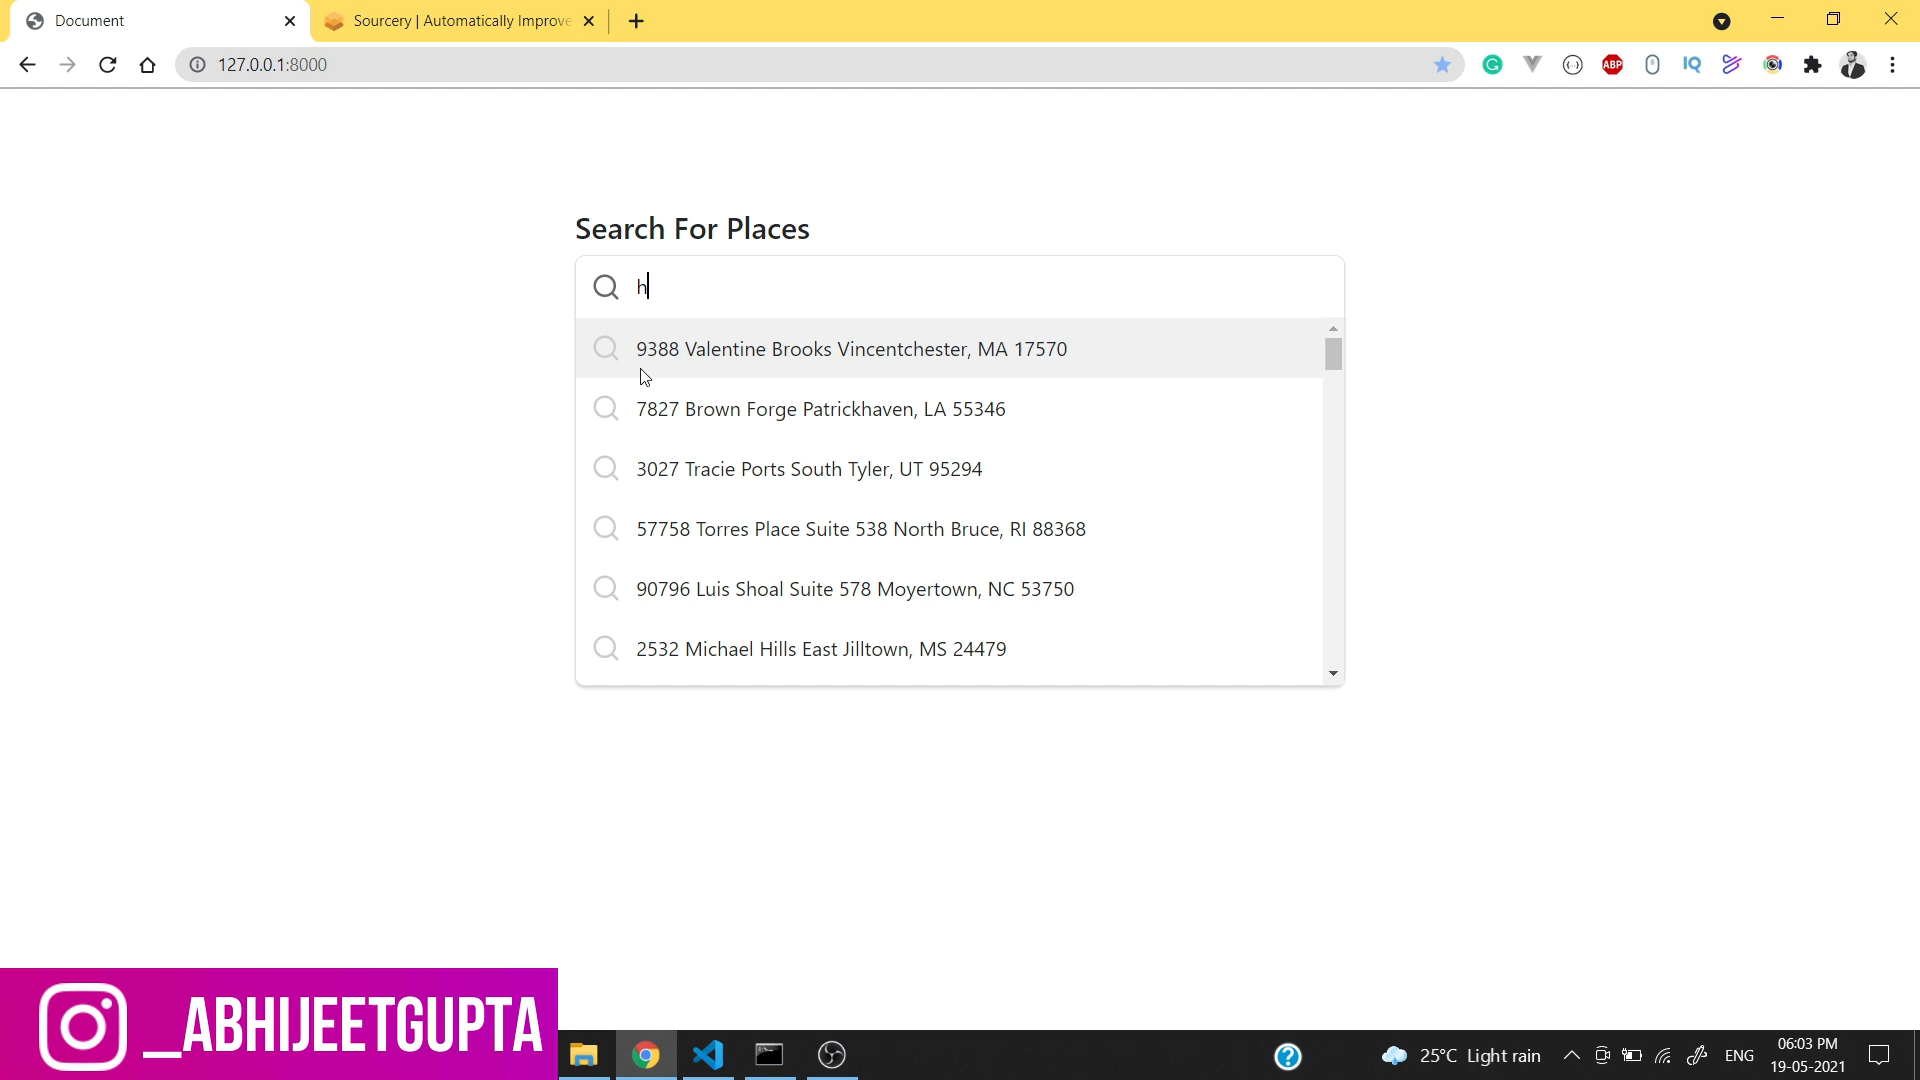 Document
Sourcery | Automatically Improve
127.0.0.1:8000
ABP
IQ
Search For Places
h
9388 Valentine Brooks Vincentchester, MA 17570
7827 Brown Forge Patrickhaven, LA 55346
3027 Tracie Ports South Tyler, UT 95294
57758 Torres Place Suite 538 North Bruce, RI 88368
90796 Luis Shoal Suite 578 Moyertown, NC 53750
2532 Michael Hills East Jilltown, MS 24479
__ABHIJEETGUPTA
25°C Light rain
ENG
06:03 PM
19-05-2021